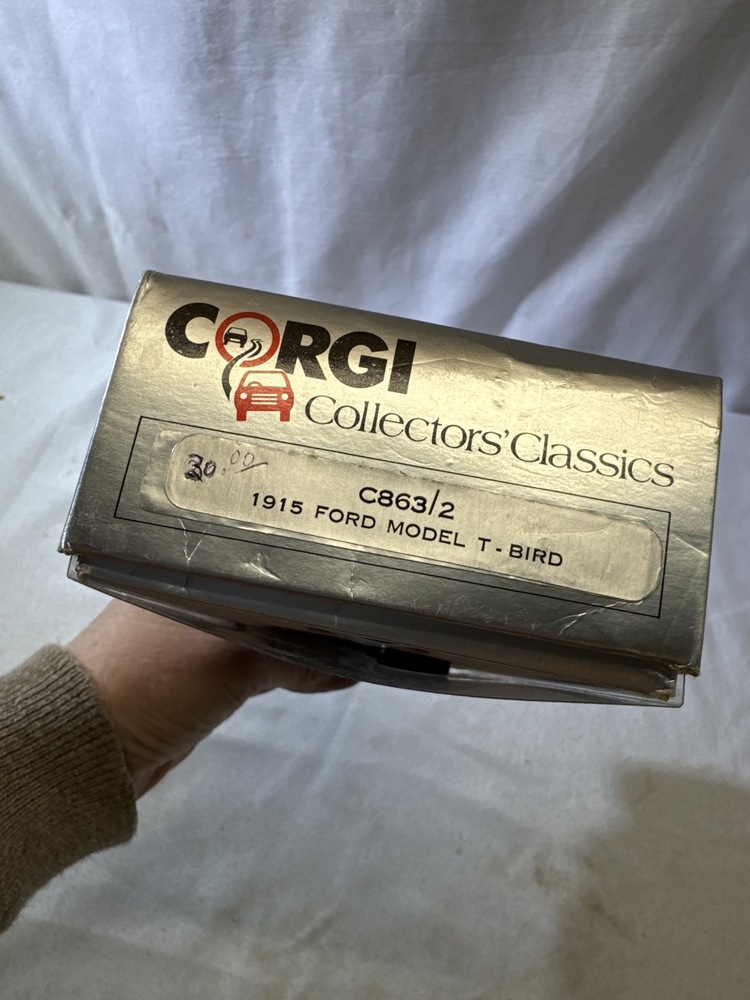 CORGI
Collectors' Classics
30.00
C863/2
1915 FORD MODEL T-BIRD